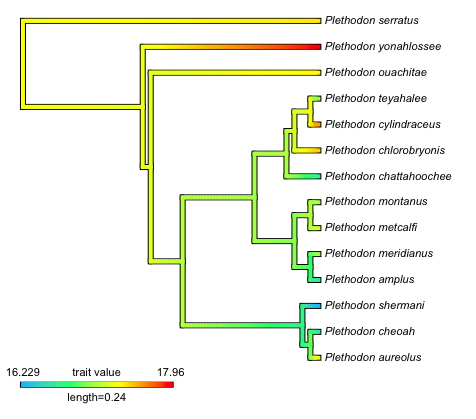 Plethodon serratus
Plethodon yonahlossee
Plethodon ouachitae
Plethodon teyahalee
Plethodon cylindraceus
Plethodon chlorobryonis
Plethodon chattahoochee
Plethodon montanus
Plethodon metcalfi
Plethodon meridianus
Plethodon amplus
Plethodon shermani
Plethodon cheoah
Plethodon aureolus
16.229 trait value 17.96
length=0.24